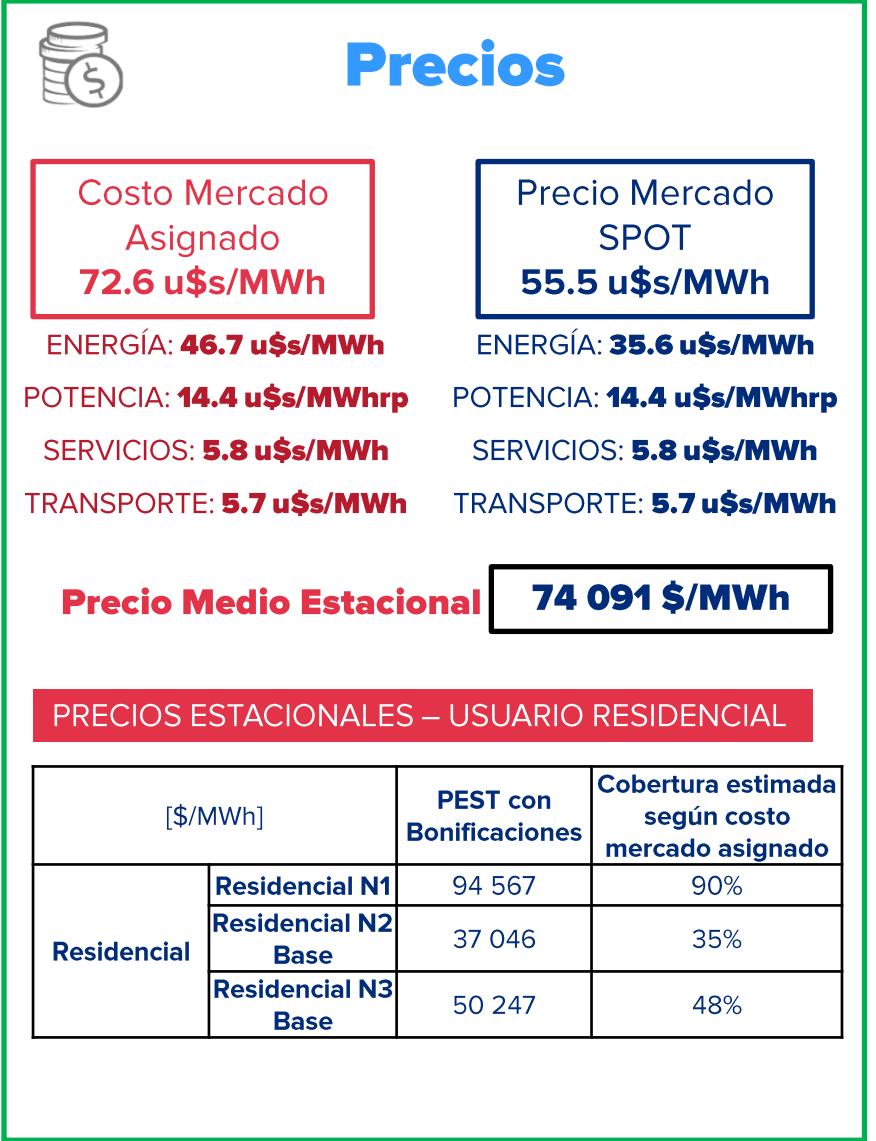 Precios
Costo Mercado
Asignado
72.6 u$s/MWh
ENERGÍA: 46.7 u$s/MWh
POTENCIA: 14.4 u$s/MWhrp
SERVICIOS: 5.8 u$s/MWh
TRANSPORTE: 5.7 u$s/MWh
Precio Mercado
SPOT
55.5 u$s/MWh
ENERGÍA: 35.6 u$s/MWh
POTENCIA: 14.4 u$s/MWhrp
SERVICIOS: 5.8 u$s/MWh
TRANSPORTE: 5.7 u$s/MWh
Precio Medio Estacional 74 091 $/MWh
PRECIOS ESTACIONALES – USUARIO RESIDENCIAL
[$/MWh]
PEST con
Bonificaciones
Cobertura estimada
según costo
mercado asignado
Residencial
Residencial N1 94 567 90%
Residencial N2
Base
37 046 35%
Residencial N3
Base
50 247 48%